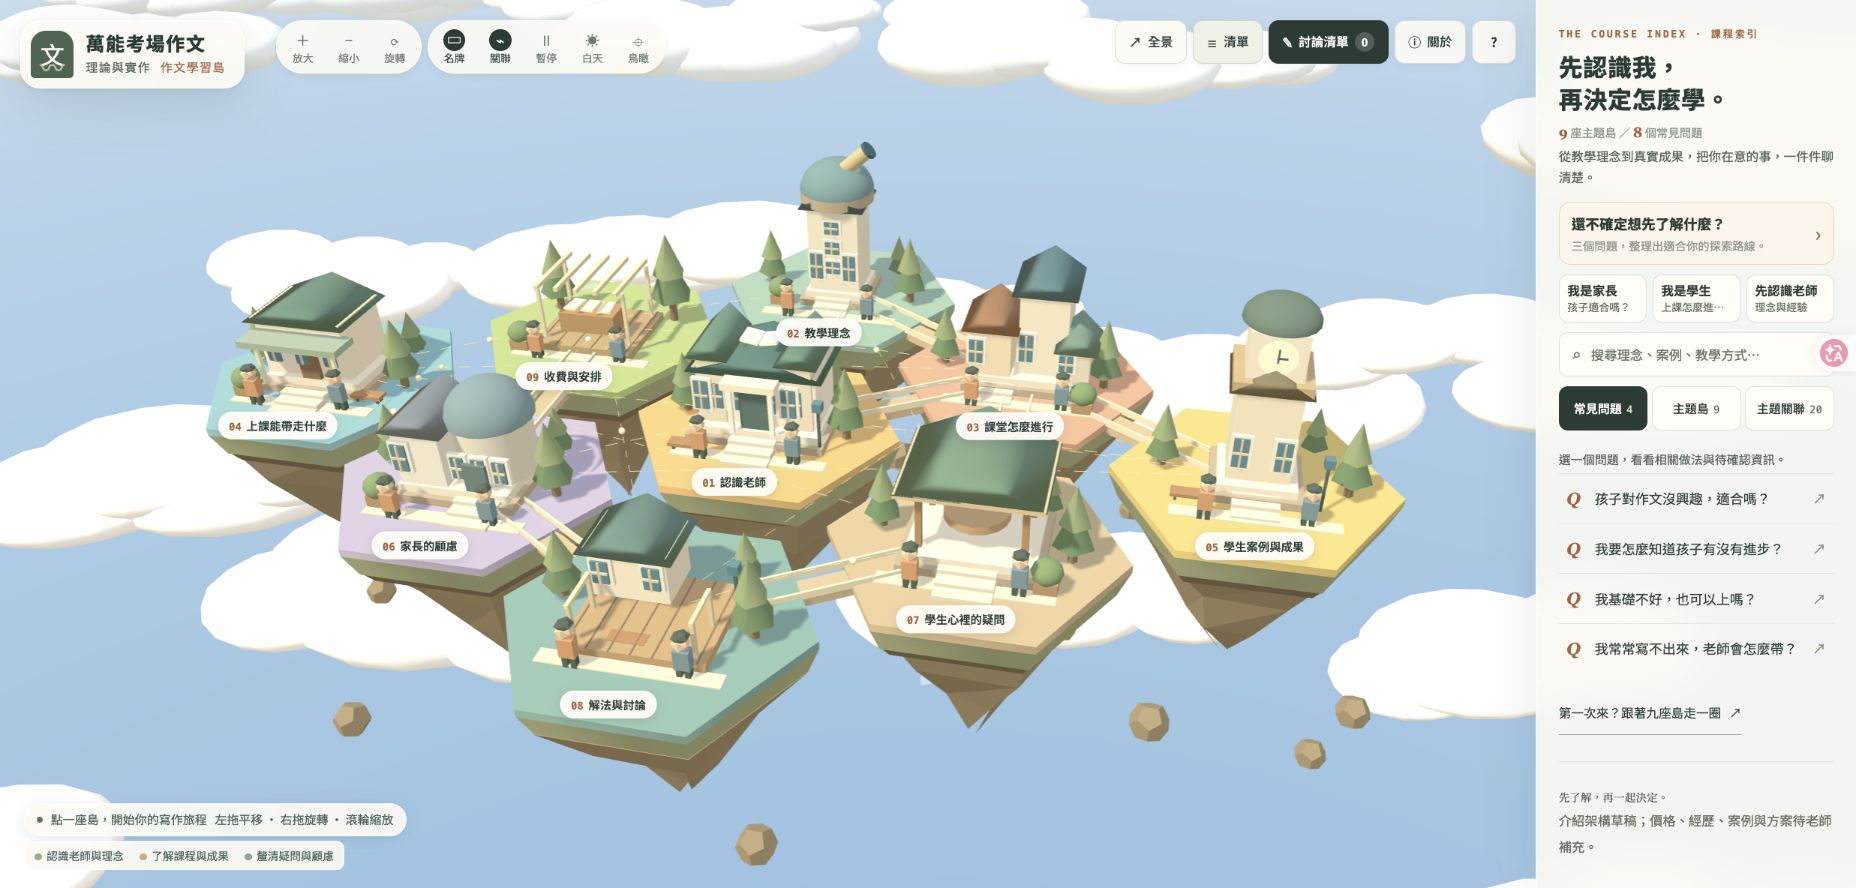 文
萬能考場作文
理論與實作 作文學習島
放大
縮小
旋轉
名牌
關聯
暫停
白天
鳥瞰
全景
清單
討論清單 0
關於
?
02 教學理念
09 收費與安排
04 上課能帶走什麼
03 課堂怎麼進行
01 認識老師
06 家長的顧慮
05 學生案例與成果
07 學生心裡的疑問
08 解法與討論
點一座島,開始你的寫作旅程 左拖平移・右拖旋轉・滾輪縮放
認識老師與理念
了解課程與成果
釐清疑問與顧慮
THE COURSE INDEX · 課程索引
先認識我,
再決定怎麼學。
9 座主題島／8 個常見問題
從教學理念到真實成果,把你在意的事,一件件聊
清楚。
還不確定想先了解什麼?
三個問題,整理出適合你的探索路線。
我是家長
孩子適合嗎?
我是學生
上課怎麼進…
先認識老師
理念與經驗
搜尋理念、案例、教學方式…
常見問題 4
主題島 9
主題關聯 20
選一個問題,看看相關做法與待確認資訊。
Q 孩子對作文沒興趣,適合嗎? ↗
Q 我要怎麼知道孩子有沒有進步? ↗
Q 我基礎不好,也可以上嗎? ↗
Q 我常常寫不出來,老師會怎麼帶? ↗
第一次來?跟著九座島走一圈 ↗
先了解,再一起決定。
介紹架構草稿;價格、經歷、案例與方案待老師
補充。